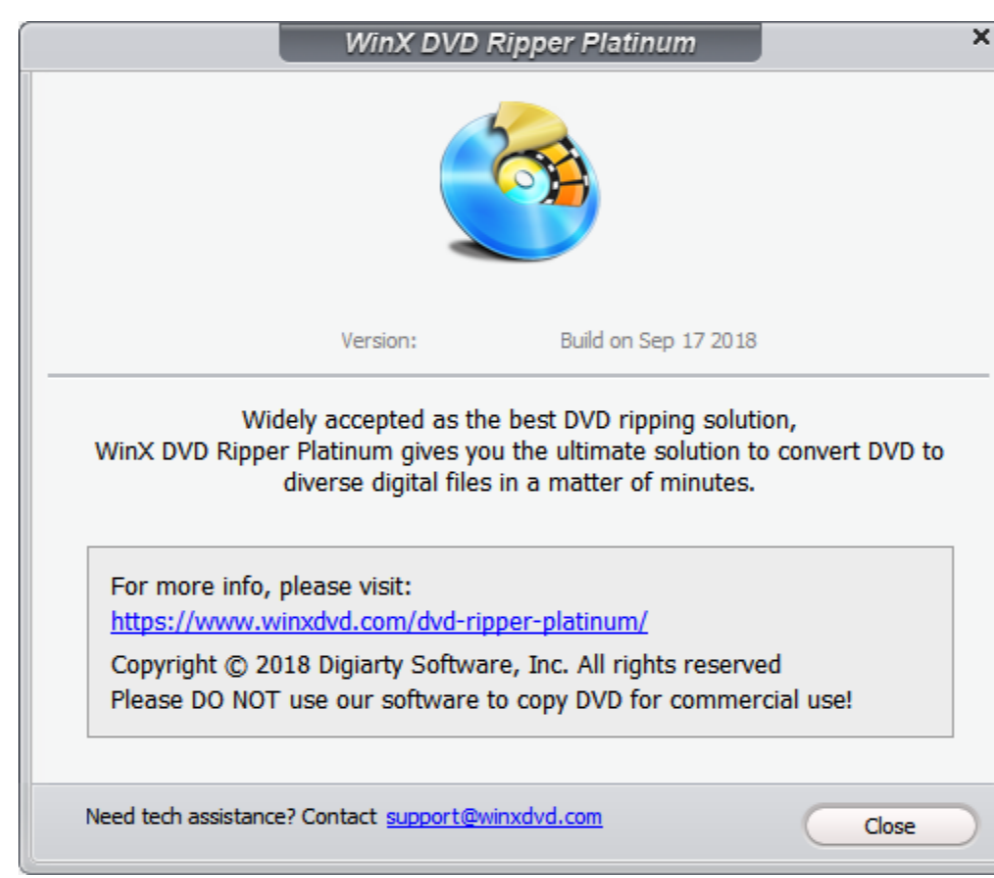 WinX DVD Ripper Platinum
Version: Build on Sep 17 2018
Widely accepted as the best DVD ripping solution,
WinX DVD Ripper Platinum gives you the ultimate solution to convert DVD to
diverse digital files in a matter of minutes.
For more info, please visit:
https://www.winxdvd.com/dvd-ripper-platinum/
Copyright © 2018 Digiarty Software, Inc. All rights reserved
Please DO NOT use our software to copy DVD for commercial use!
Need tech assistance? Contact support@winxdvd.com
Close